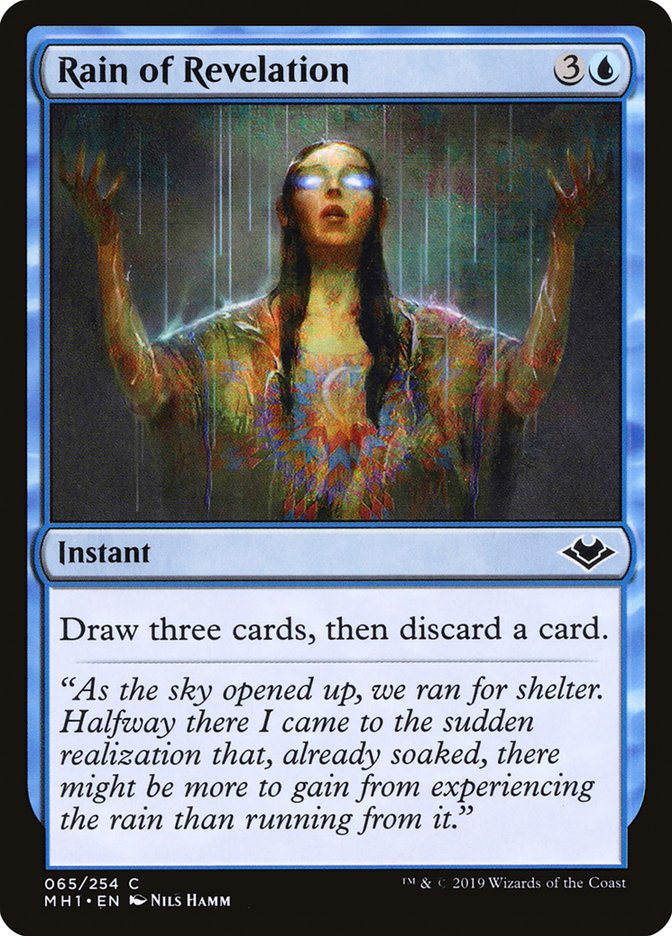 Rain of Revelation 3
Instant
Draw three cards, then discard a card.
“As the sky opened up, we ran for shelter.
Halfway there I came to the sudden
realization that, already soaked, there
might be more to gain from experiencing
the rain than running from it.”
065/254 C
MH1•EN Nils Hamm
™ & © 2019 Wizards of the Coast